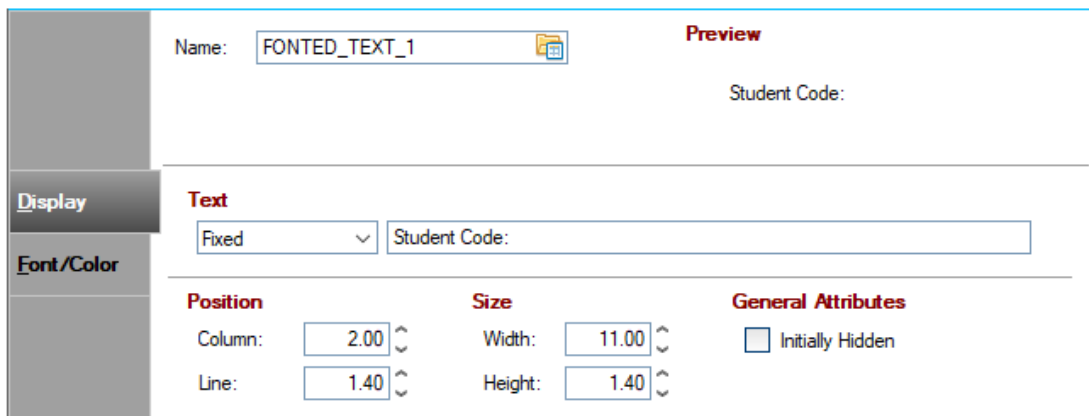 Name: FONTED_TEXT_1
Preview
Student Code:
Display
Text
Fixed Student Code:
Font/Color
Position Size General Attributes
Column: 2.00 Width: 11.00 Initially Hidden
Line: 1.40 Height: 1.40